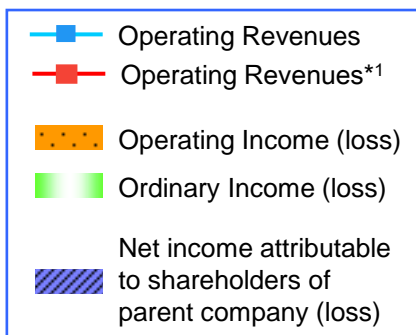 Operating Revenues
Operating Revenues*1
Operating Income (loss)
Ordinary Income (loss)
Net income attributable
to shareholders of
parent company (loss)